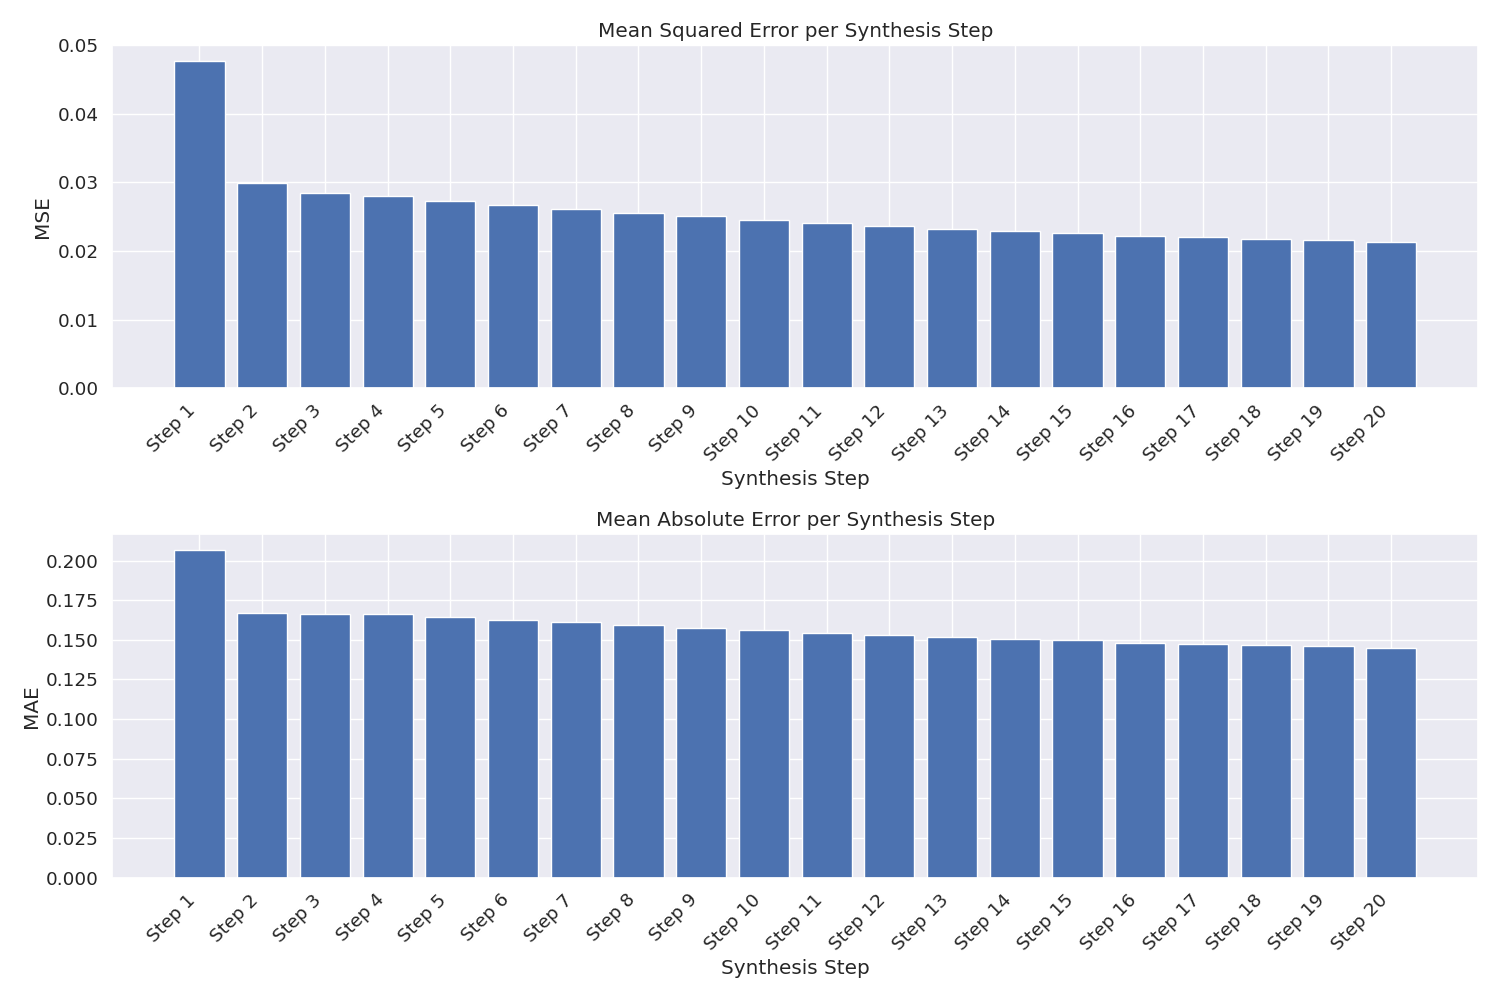 Mean Squared Error per Synthesis Step
0.05
0.04
0.03
0.02
0.01
0.00
MSE
Step 1
Step 2
Step 3
Step 4
Step 5
Step 6
Step 7
Step 8
Step 9
Step 10
Step 11
Step 12
Step 13
Step 14
Step 15
Step 16
Step 17
Step 18
Step 19
Step 20
Synthesis Step
Mean Absolute Error per Synthesis Step
0.200
0.175
0.150
0.125
0.100
0.075
0.050
0.025
0.000
MAE
Step 1
Step 2
Step 3
Step 4
Step 5
Step 6
Step 7
Step 8
Step 9
Step 10
Step 11
Step 12
Step 13
Step 14
Step 15
Step 16
Step 17
Step 18
Step 19
Step 20
Synthesis Step